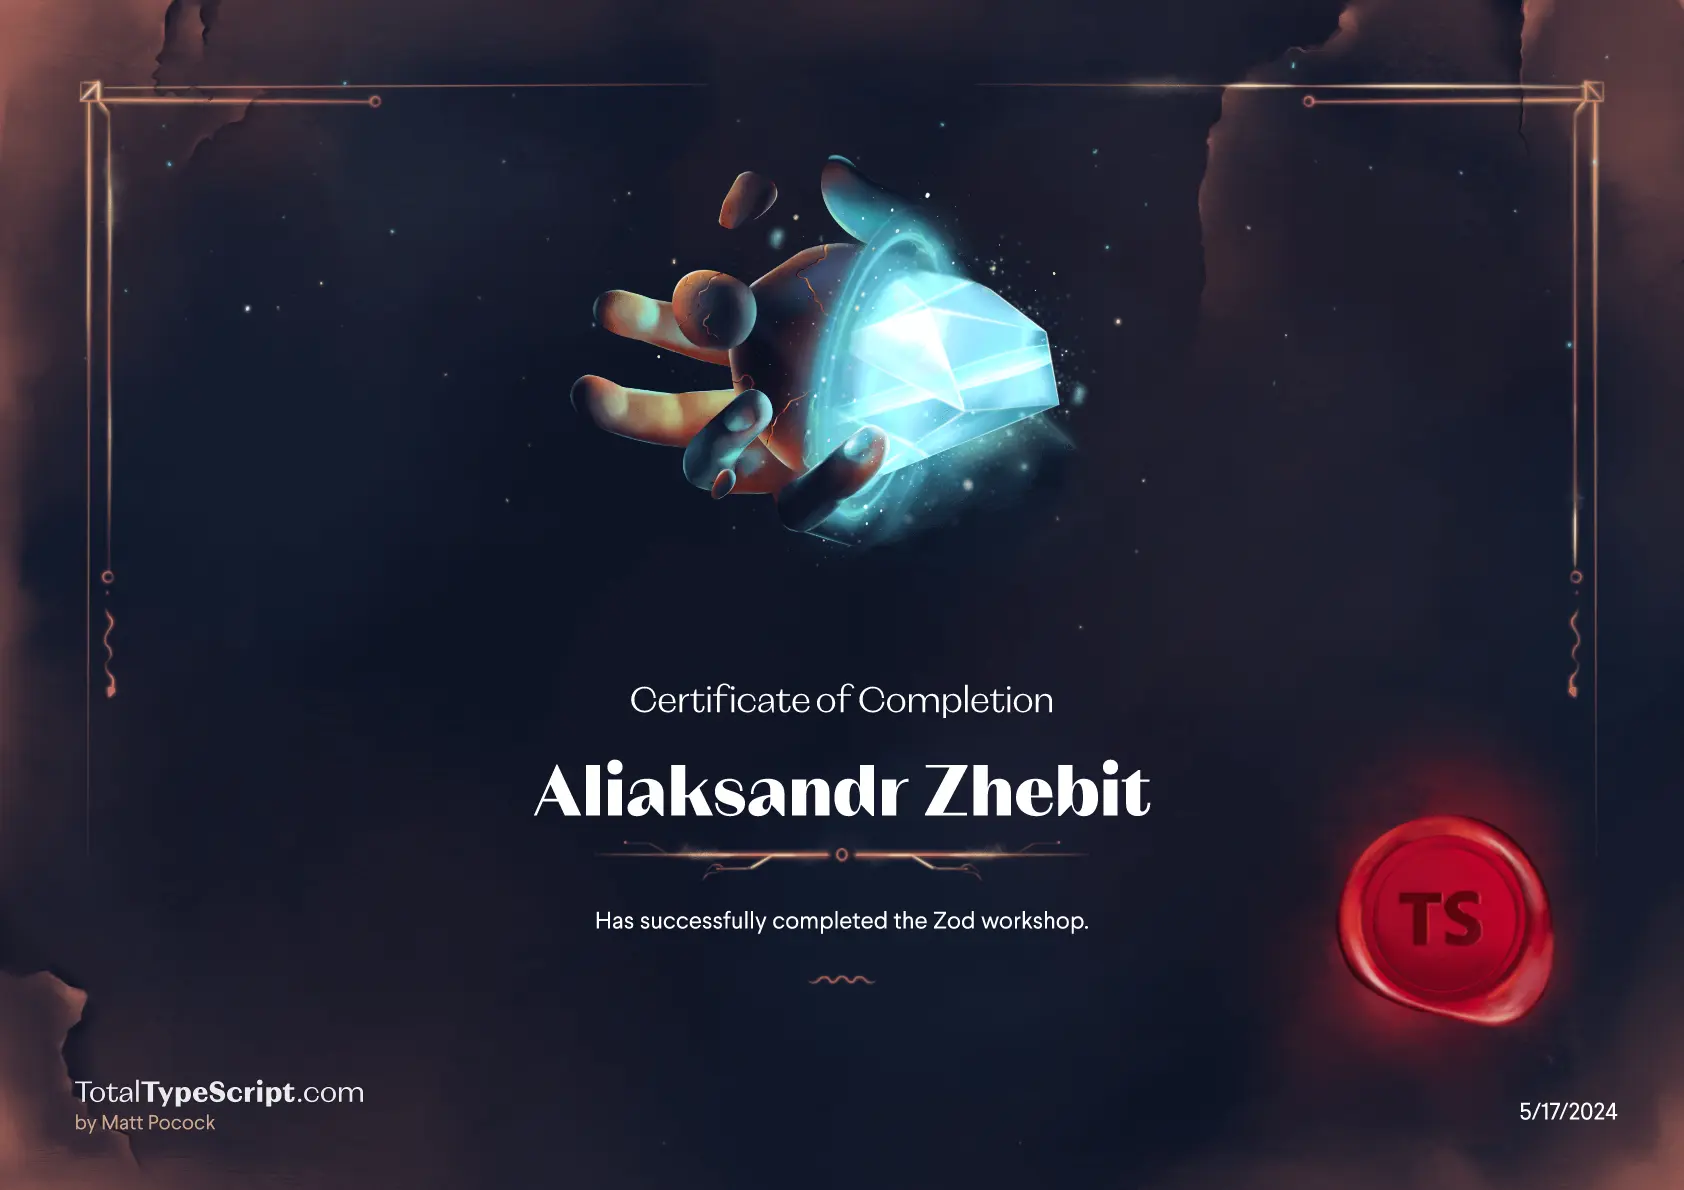 Certificate of Completion
Aliaksandr Zhebit
Has successfully completed the Zod workshop.
TS
TotalTypeScript.com
by Matt Pocock
5/17/2024